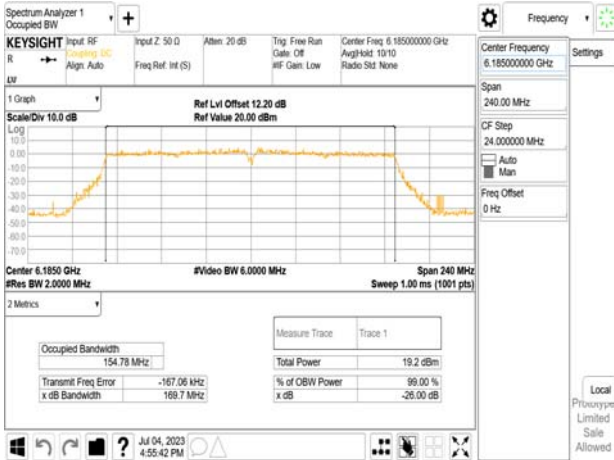 Spectrum Analyzer 1
Occupied BW
Frequency
KEYSIGHT
Input: RF
Coupling: DC
Align: Auto
Input Z: 50 Ω
Freq Ref: Int (S)
Atten: 20 dB
Trig: Free Run
Gate: Off
#IF Gain: Low
Center Freq: 6.185000000 GHz
Avg|Hold: 10/10
Radio Std: None
R
LXI
Center Frequency
6.185000000 GHz
Settings
Span
240.00 MHz
CF Step
24.000000 MHz
Auto
Man
Freq Offset
0 Hz
1 Graph
Scale/Div 10.0 dB
Ref Lvl Offset 12.20 dB
Ref Value 20.00 dBm
Log
10.0
0.00
-10.0
-20.0
-30.0
-40.0
-50.0
-60.0
-70.0
Center 6.1850 GHz
#Video BW 6.0000 MHz
Span 240 MHz
#Res BW 2.0000 MHz
Sweep 1.00 ms (1001 pts)
2 Metrics
Measure Trace
Trace 1
Occupied Bandwidth
154.78 MHz
Total Power
19.2 dBm
Transmit Freq Error
-167.06 kHz
% of OBW Power
99.00 %
x dB Bandwidth
169.7 MHz
x dB
-26.00 dB
Local
Prototype
Limited
Sale
Allowed
?
Jul 04, 2023
4:55:42 PM